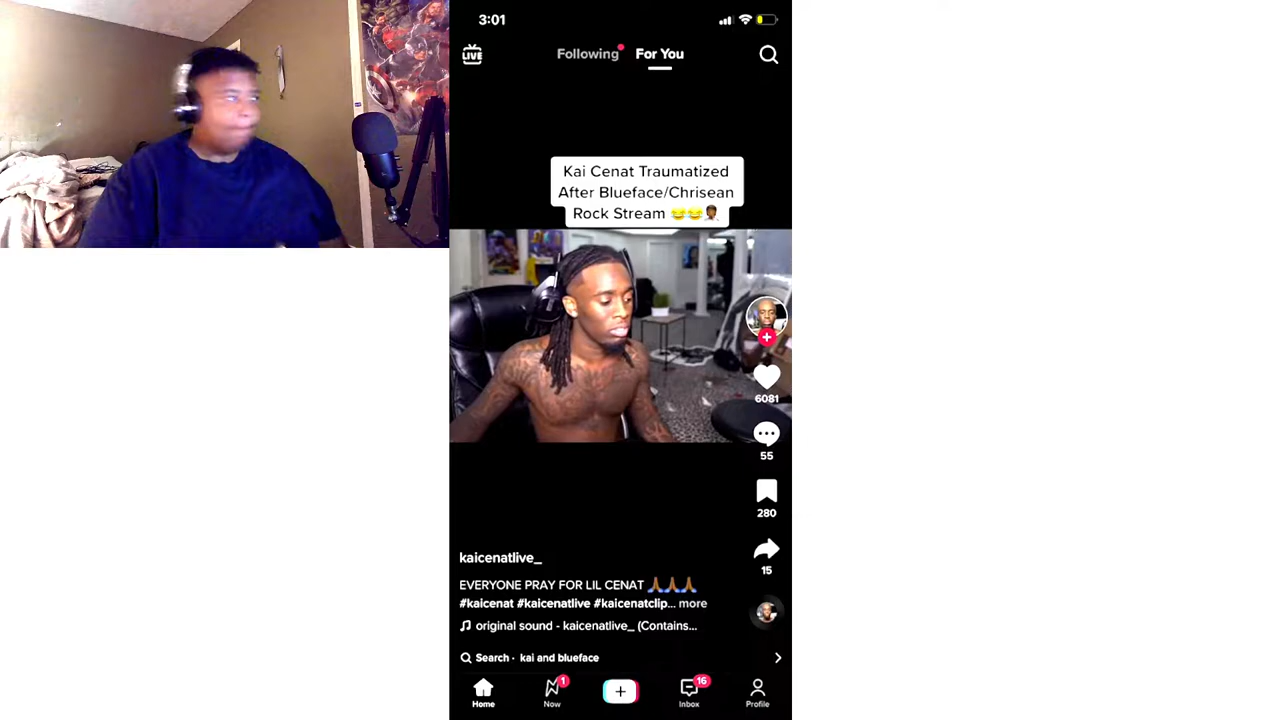 3:01
LIVE
Following
For You
Kai Cenat Traumatized
After Blueface/Chrisean
Rock Stream 😂😂🤦🏾‍♂️
6081
55
280
15
kaicenatlive_
EVERYONE PRAY FOR LIL CENAT 🙏🏾🙏🏾🙏🏾
#kaicenat #kaicenatlive #kaicenatclip... more
original sound - kaicenatlive_ (Contains...
Search · kai and blueface
1
16
Home
Now
Inbox
Profile